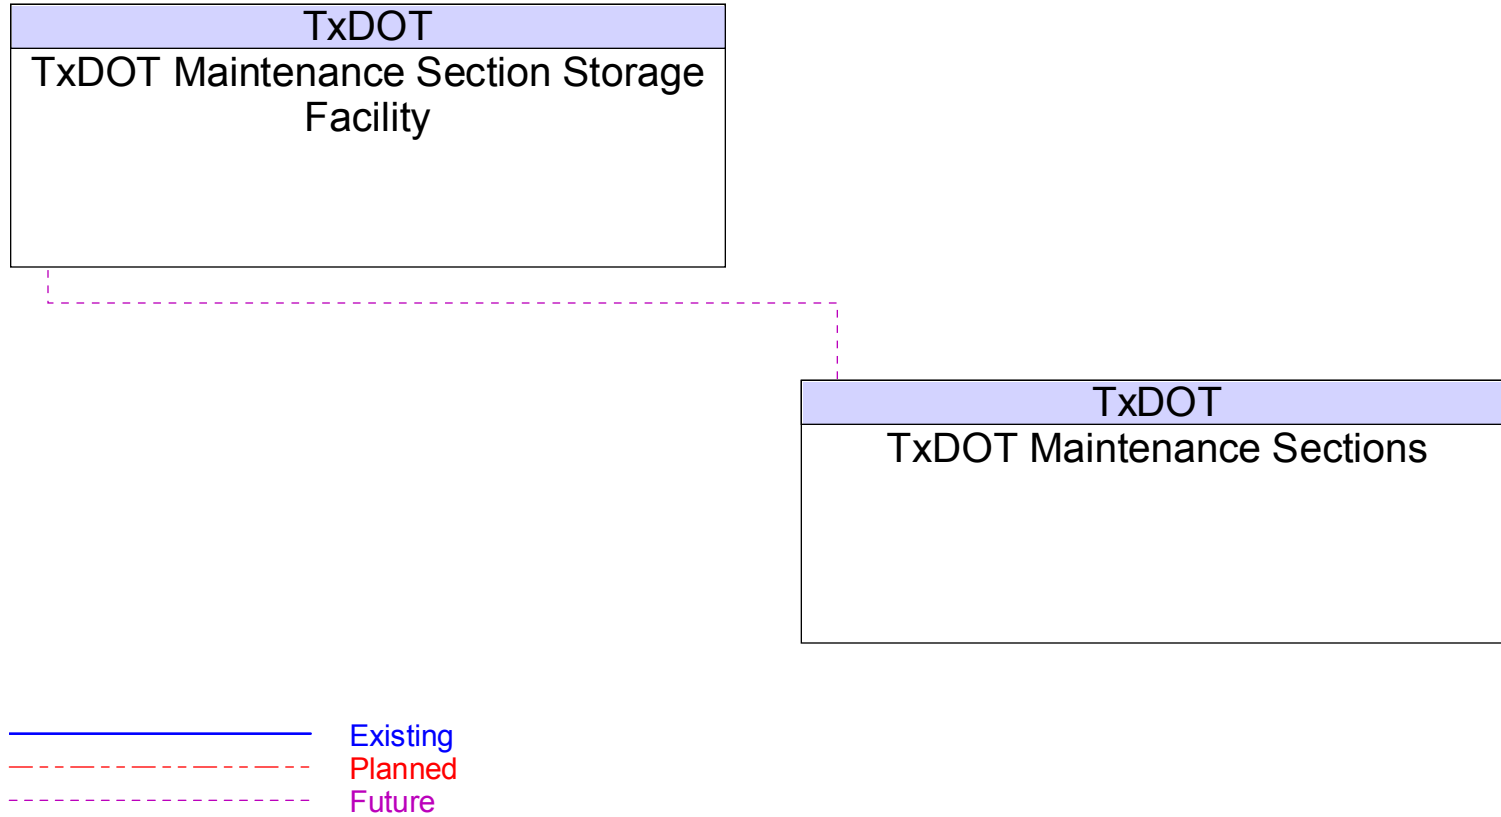 TxDOT
TxDOT Maintenance Section Storage
Facility
TxDOT
TxDOT Maintenance Sections
Existing
Planned
Future